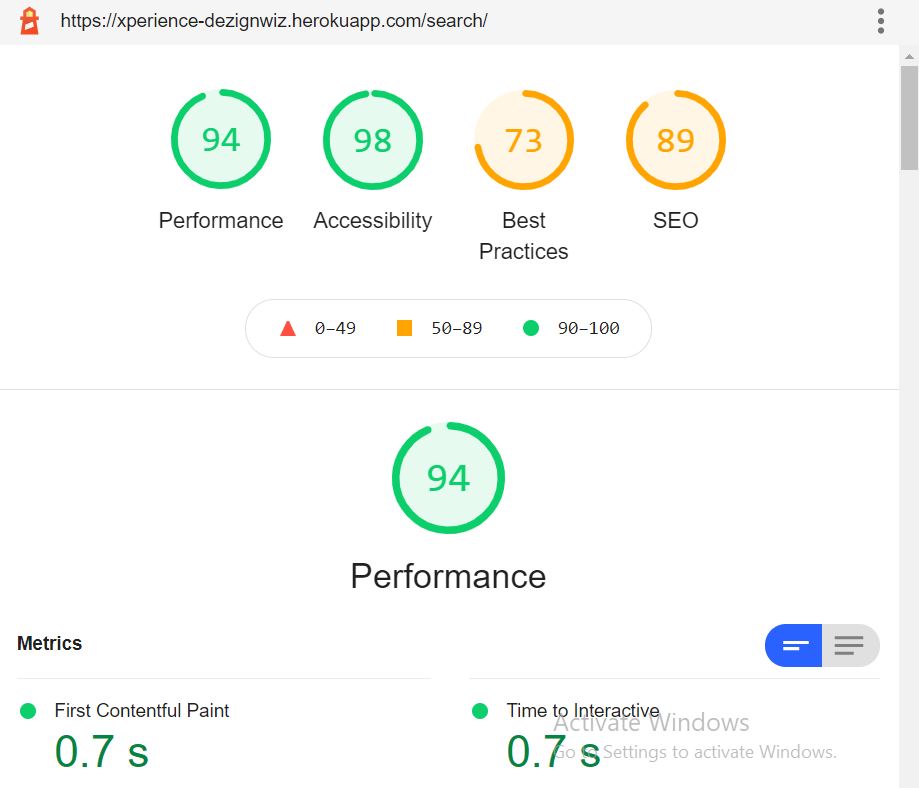 https://xperience-dezignwiz.herokuapp.com/search/
94 98 73 89
Performance Accessibility Best Practices SEO
0–49 50–89 90–100
94
Performance
Metrics
First Contentful Paint Time to Interactive
0.7 s 0.7 s
Activate Windows
Go to Settings to activate Windows.